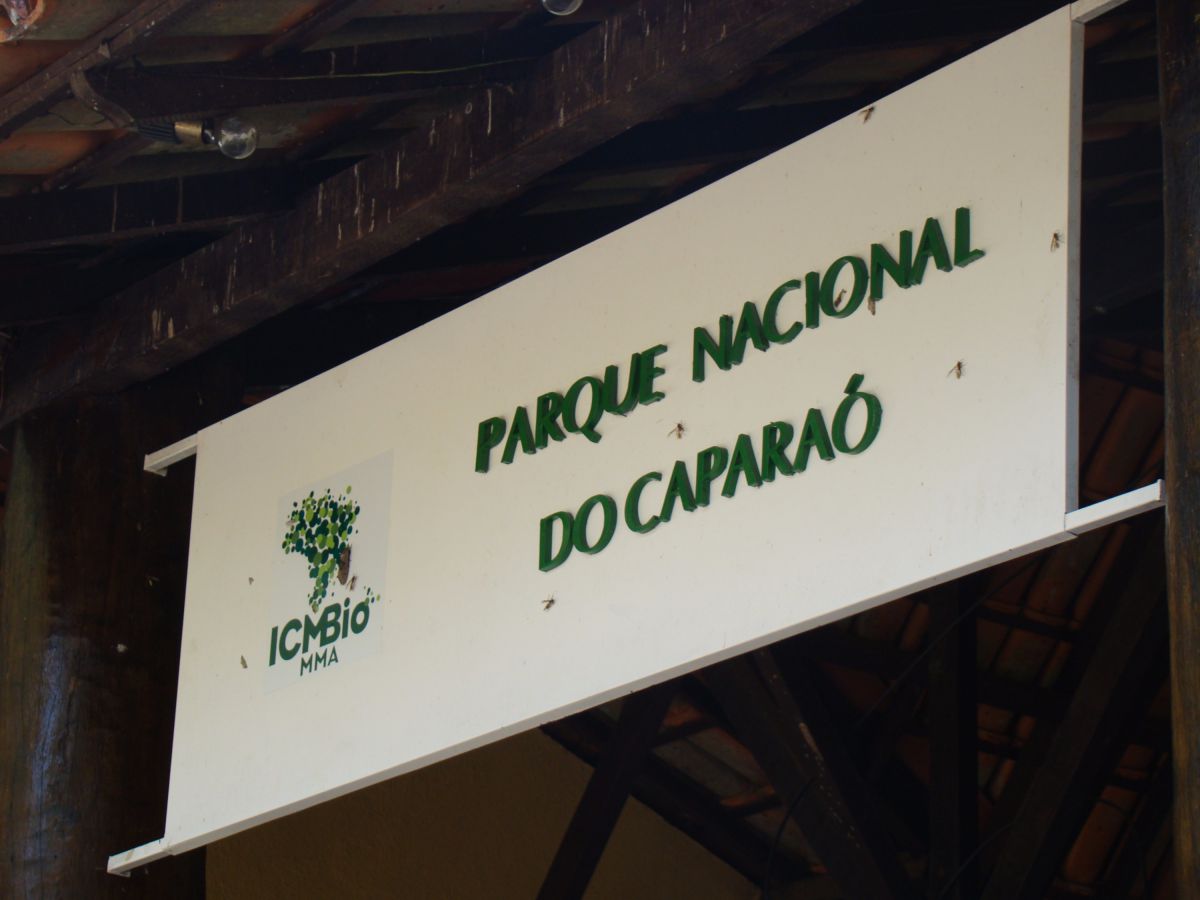 PARQUE NACIONAL
DO CAPARAÓ
ICMBio
MMA